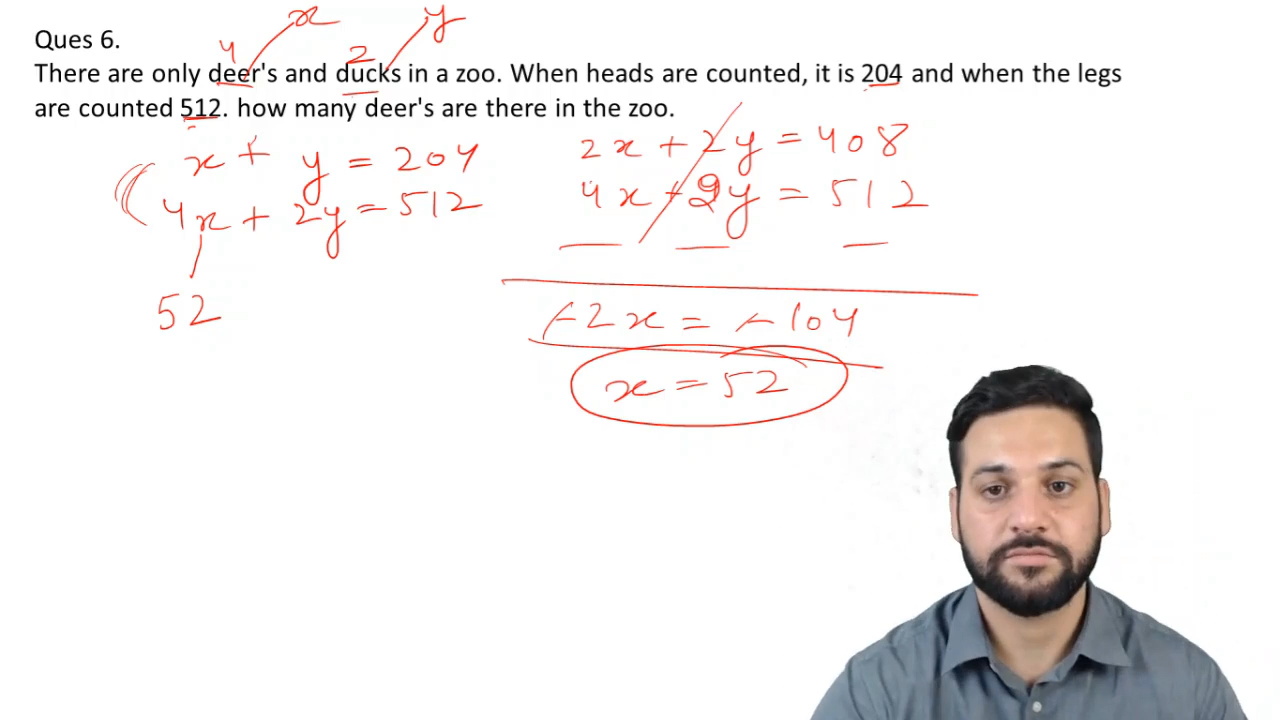 x y
Ques 6.
4 2
There are only deer's and ducks in a zoo. When heads are counted, it is 204 and when the legs
are counted 512. how many deer's are there in the zoo.
x + y = 204
4x + 2y = 512
52
2x + 2y = 408
4x + 2y = 512
— — —
-2x = -104
x = 52